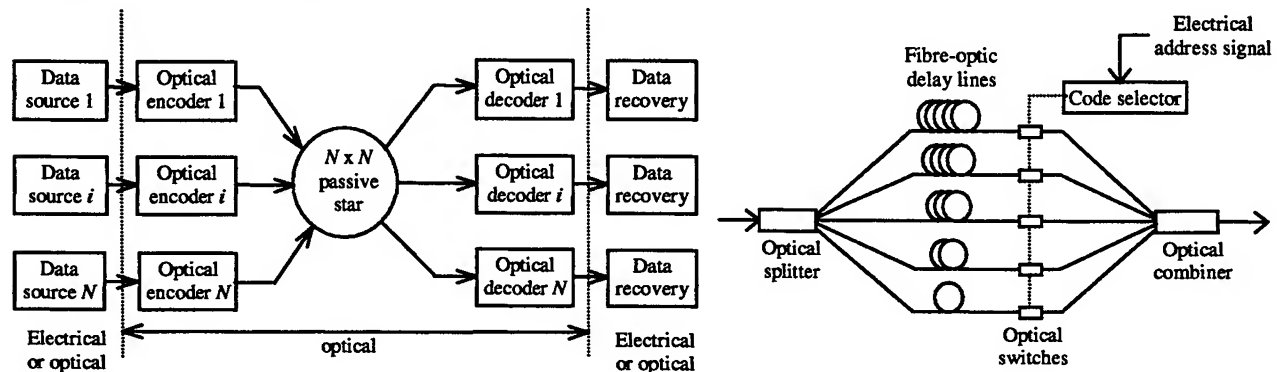 Data
source 1
Optical
encoder 1
Optical
decoder 1
Data
recovery
Data
source i
Optical
encoder i
N x N
passive
star
Optical
decoder i
Data
recovery
Data
source N
Optical
encoder N
Optical
decoder N
Data
recovery
Electrical
or optical
optical
Electrical
or optical
Electrical
address signal
Fibre-optic
delay lines
Code selector
Optical
splitter
Optical
combiner
Optical
switches